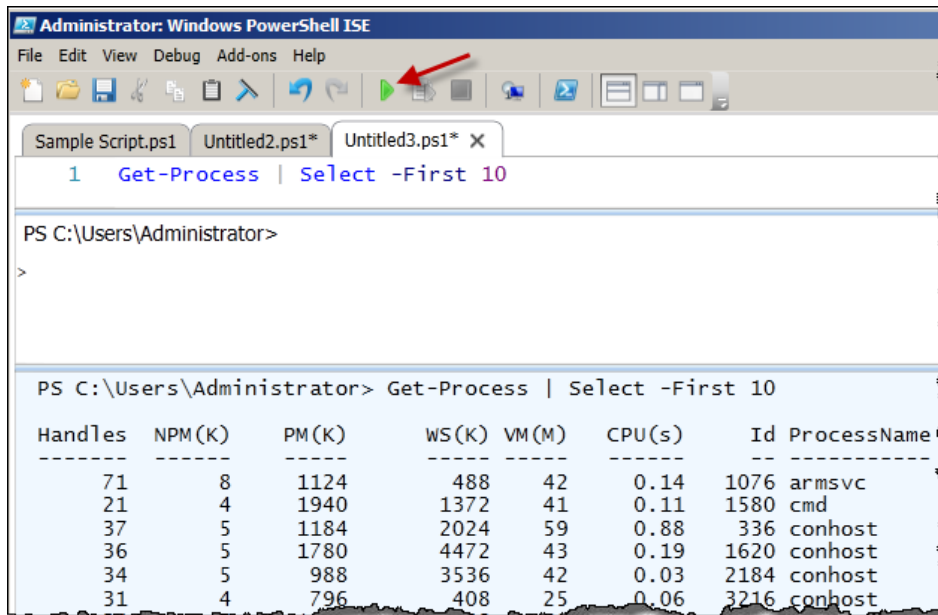 Administrator: Windows PowerShell ISE
File Edit View Debug Add-ons Help
Sample Script.ps1 Untitled2.ps1* Untitled3.ps1*
1 Get-Process | Select -First 10
PS C:\Users\Administrator>
>
PS C:\Users\Administrator> Get-Process | Select -First 10
Handles NPM(K) PM(K) WS(K) VM(M) CPU(s) Id ProcessName
------- ------ ----- ----- ----- ------ -- -----------
71 8 1124 488 42 0.14 1076 armsvc
21 4 1940 1372 41 0.11 1580 cmd
37 5 1184 2024 59 0.88 336 conhost
36 5 1780 4472 43 0.19 1620 conhost
34 5 988 3536 42 0.03 2184 conhost
31 4 796 408 25 0.06 3216 conhost